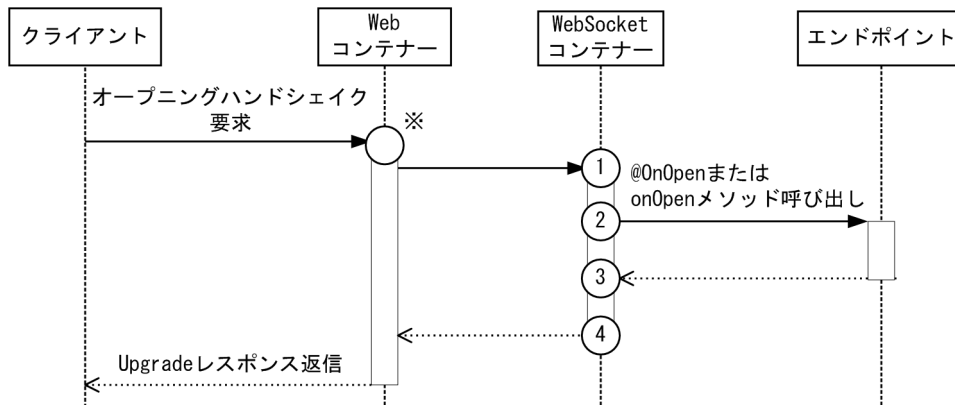 クライアント
Web
コンテナー
WebSocket
コンテナー
エンドポイント
オープニングハンドシェイク
要求
※
1
@OnOpenまたは
onOpenメソッド呼び出し
2
3
4
Upgradeレスポンス返信